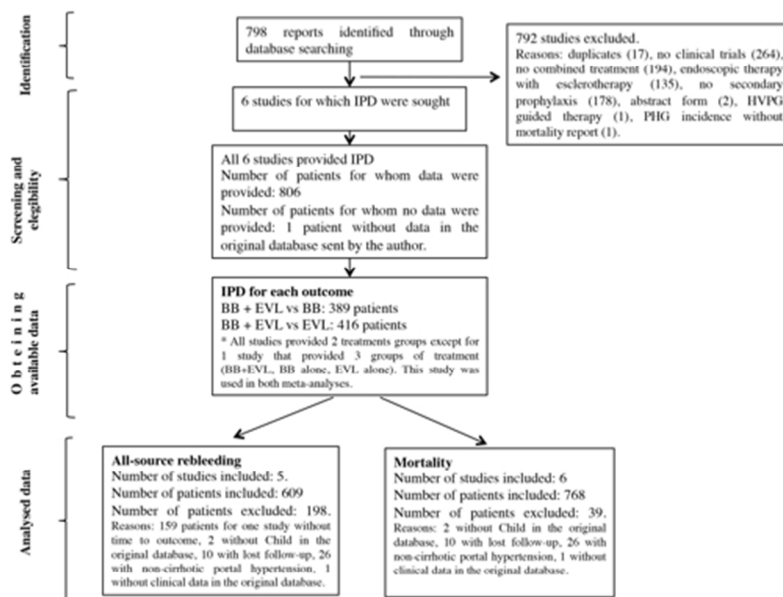 Identification
798 reports identified through
database searching
792 studies excluded.
Reasons: duplicates (17), no clinical trials (264),
no combined treatment (194), endoscopic therapy
with esclerotherapy (135), no secondary
prophylaxis (178), abstract form (2), HVPG
guided therapy (1), PHG incidence without
mortality report (1).
Screening and
elegibility
6 studies for which IPD were sought
All 6 studies provided IPD
Number of patients for whom data were
provided: 806
Number of patients for whom no data were
provided: 1 patient without data in the
original database sent by the author.
Obteining
available data
IPD for each outcome
BB + EVL vs BB: 389 patients
BB + EVL vs EVL: 416 patients
* All studies provided 2 treatments groups except for
1 study that provided 3 groups of treatment
(BB+EVL, BB alone, EVL alone). This study was
used in both meta-analyses.
Analysed data
All-source rebleeding
Number of studies included: 5.
Number of patients included: 609
Number of patients excluded: 198.
Reasons: 159 patients for one study without
time to outcome, 2 without Child in the
original database, 10 with lost follow-up, 26
with non-cirrhotic portal hypertension, 1
without clinical data in the original database.
Mortality
Number of studies included: 6
Number of patients included: 768
Number of patients excluded: 39.
Reasons: 2 without Child in the original
database, 10 with lost follow-up, 26 with
non-cirrhotic portal hypertension, 1 without
clinical data in the original database.